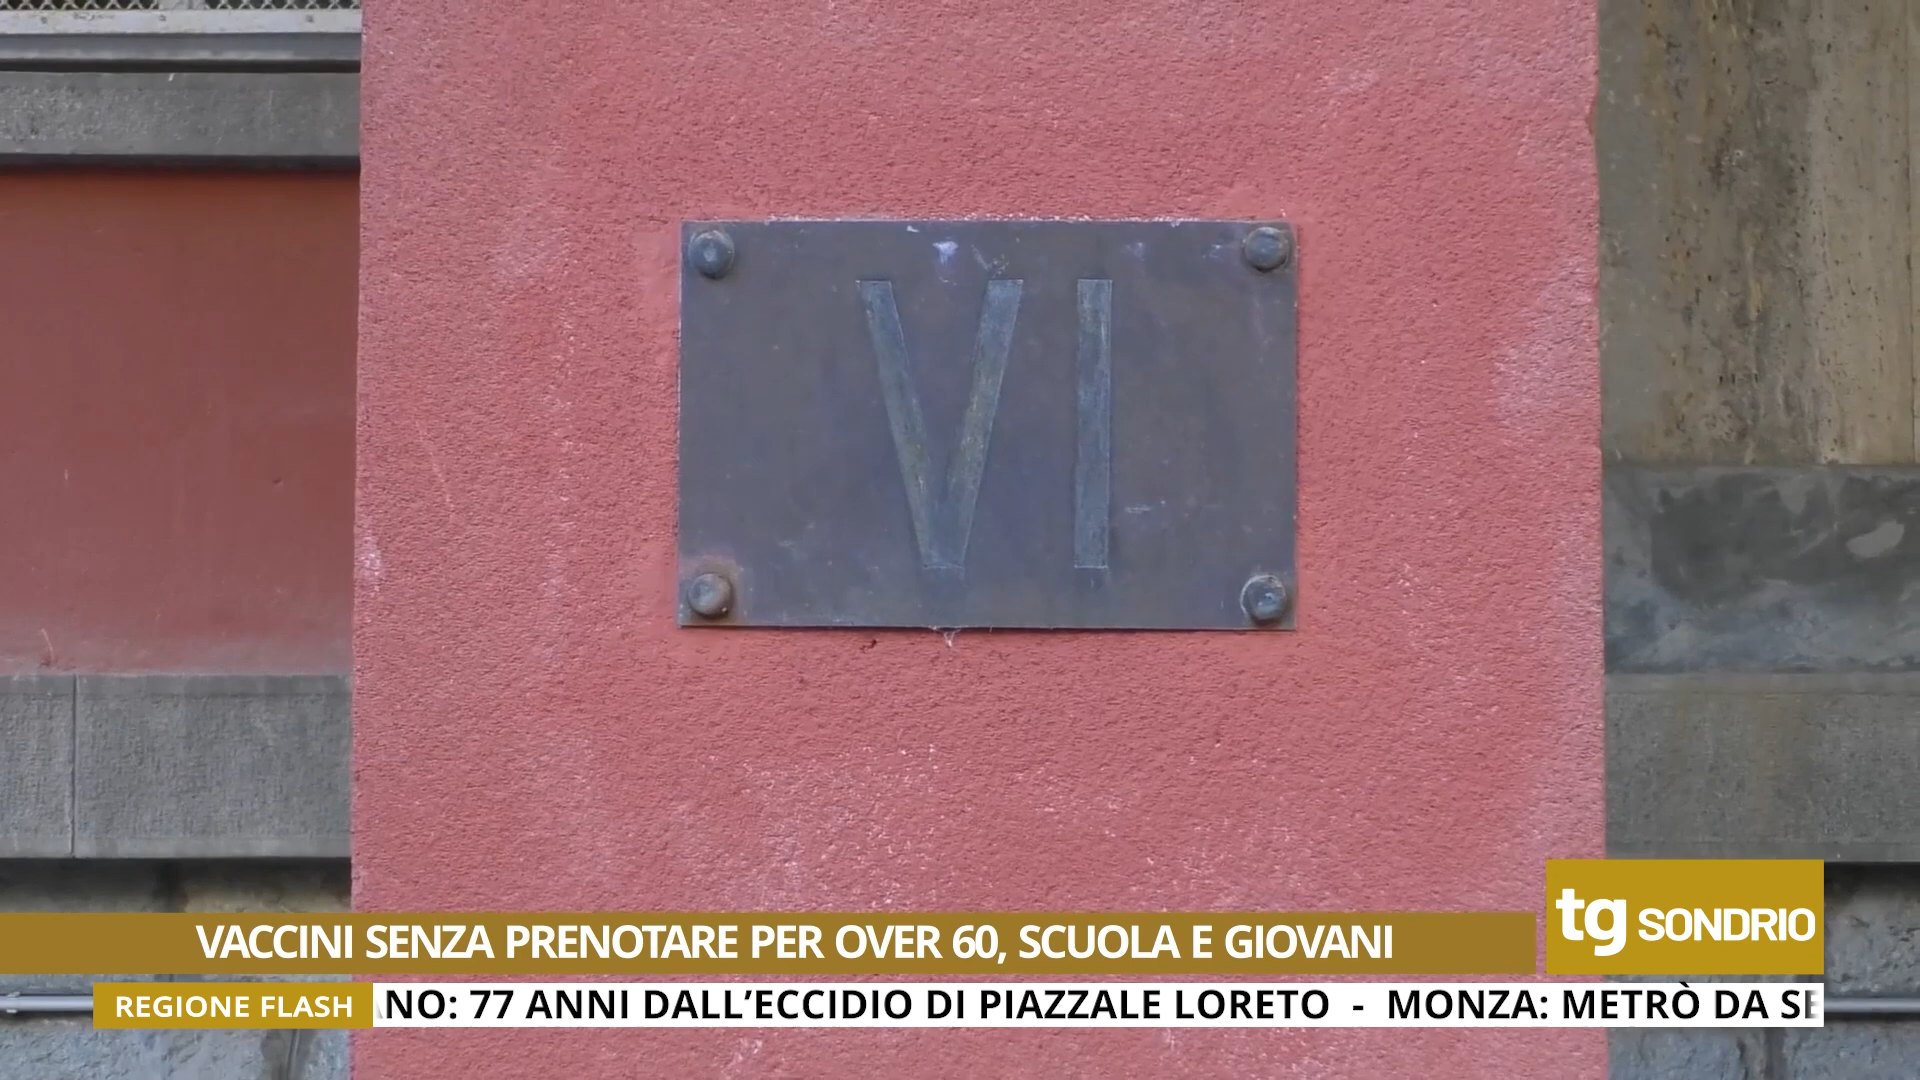 VI
VACCINI SENZA PRENOTARE PER OVER 60, SCUOLA E GIOVANI
tg SONDRIO
REGIONE FLASH
NO: 77 ANNI DALL’ECCIDIO DI PIAZZALE LORETO - MONZA: METRÒ DA SE